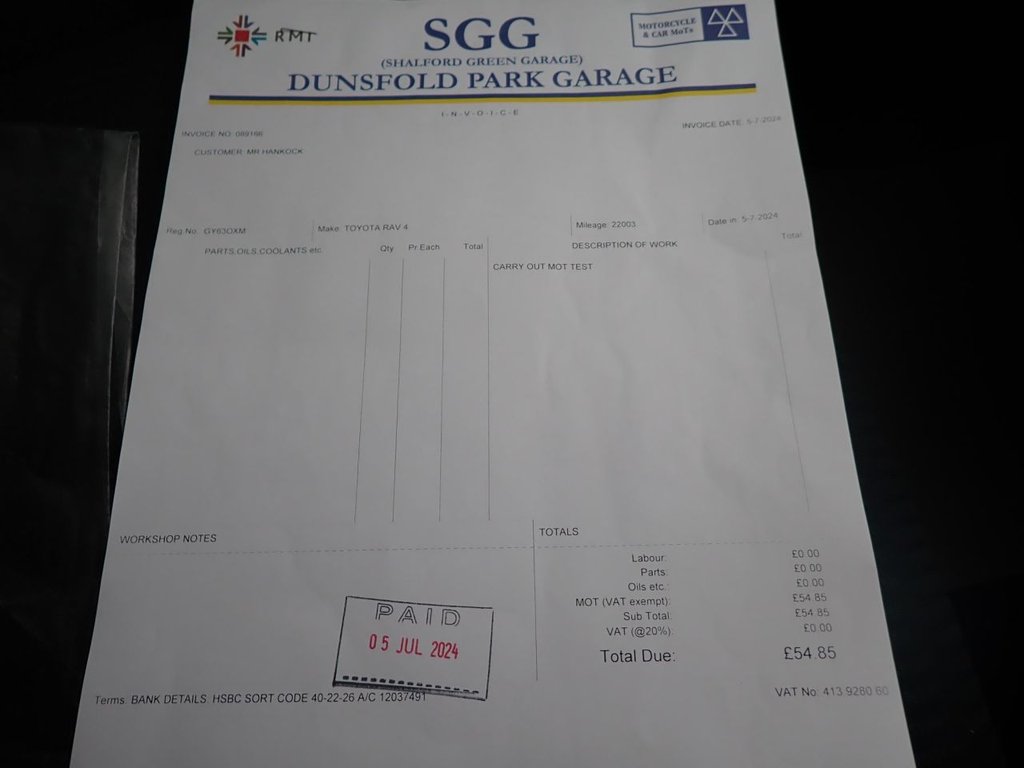 RMI
SGG
MOTORCYCLE
& CAR MoTs
(SHALFORD GREEN GARAGE)
DUNSFOLD PARK GARAGE
I-N-V-O-I-C-E
INVOICE NO: 089166
INVOICE DATE: 5-7-2024
CUSTOMER: MR HANKOCK
Reg No: GY63OXM Make: TOYOTA RAV 4 Mileage: 22003 Date in: 5-7-2024
PARTS,OILS,COOLANTS etc. Qty Pr.Each Total DESCRIPTION OF WORK Total
CARRY OUT MOT TEST
WORKSHOP NOTES
TOTALS
Labour: £0.00
Parts: £0.00
Oils etc.: £0.00
MOT (VAT exempt): £54.85
Sub Total: £54.85
VAT (@20%): £0.00
Total Due: £54.85
PAID
05 JUL 2024
Terms: BANK DETAILS: HSBC SORT CODE 40-22-26 A/C 12037491
VAT No: 413 9280 60